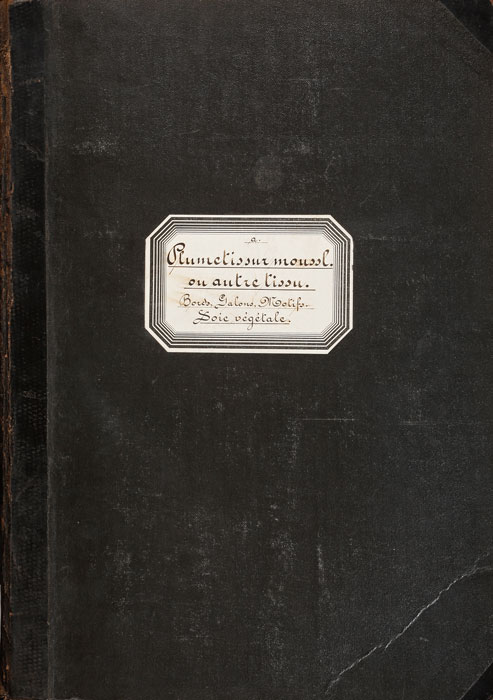 a.
Plumetis sur moussl.
ou autre tissu.
Bords, Galons, Motifs.
Soie végétale.